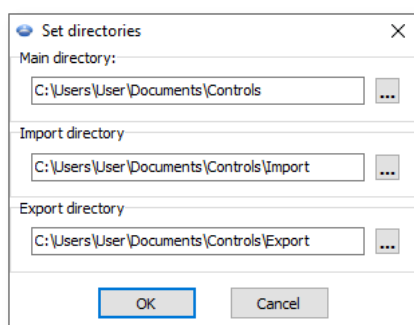 Set directories
Main directory:
C:\Users\User\Documents\Controls
...
Import directory
C:\Users\User\Documents\Controls\Import
...
Export directory
C:\Users\User\Documents\Controls\Export
...
OK Cancel